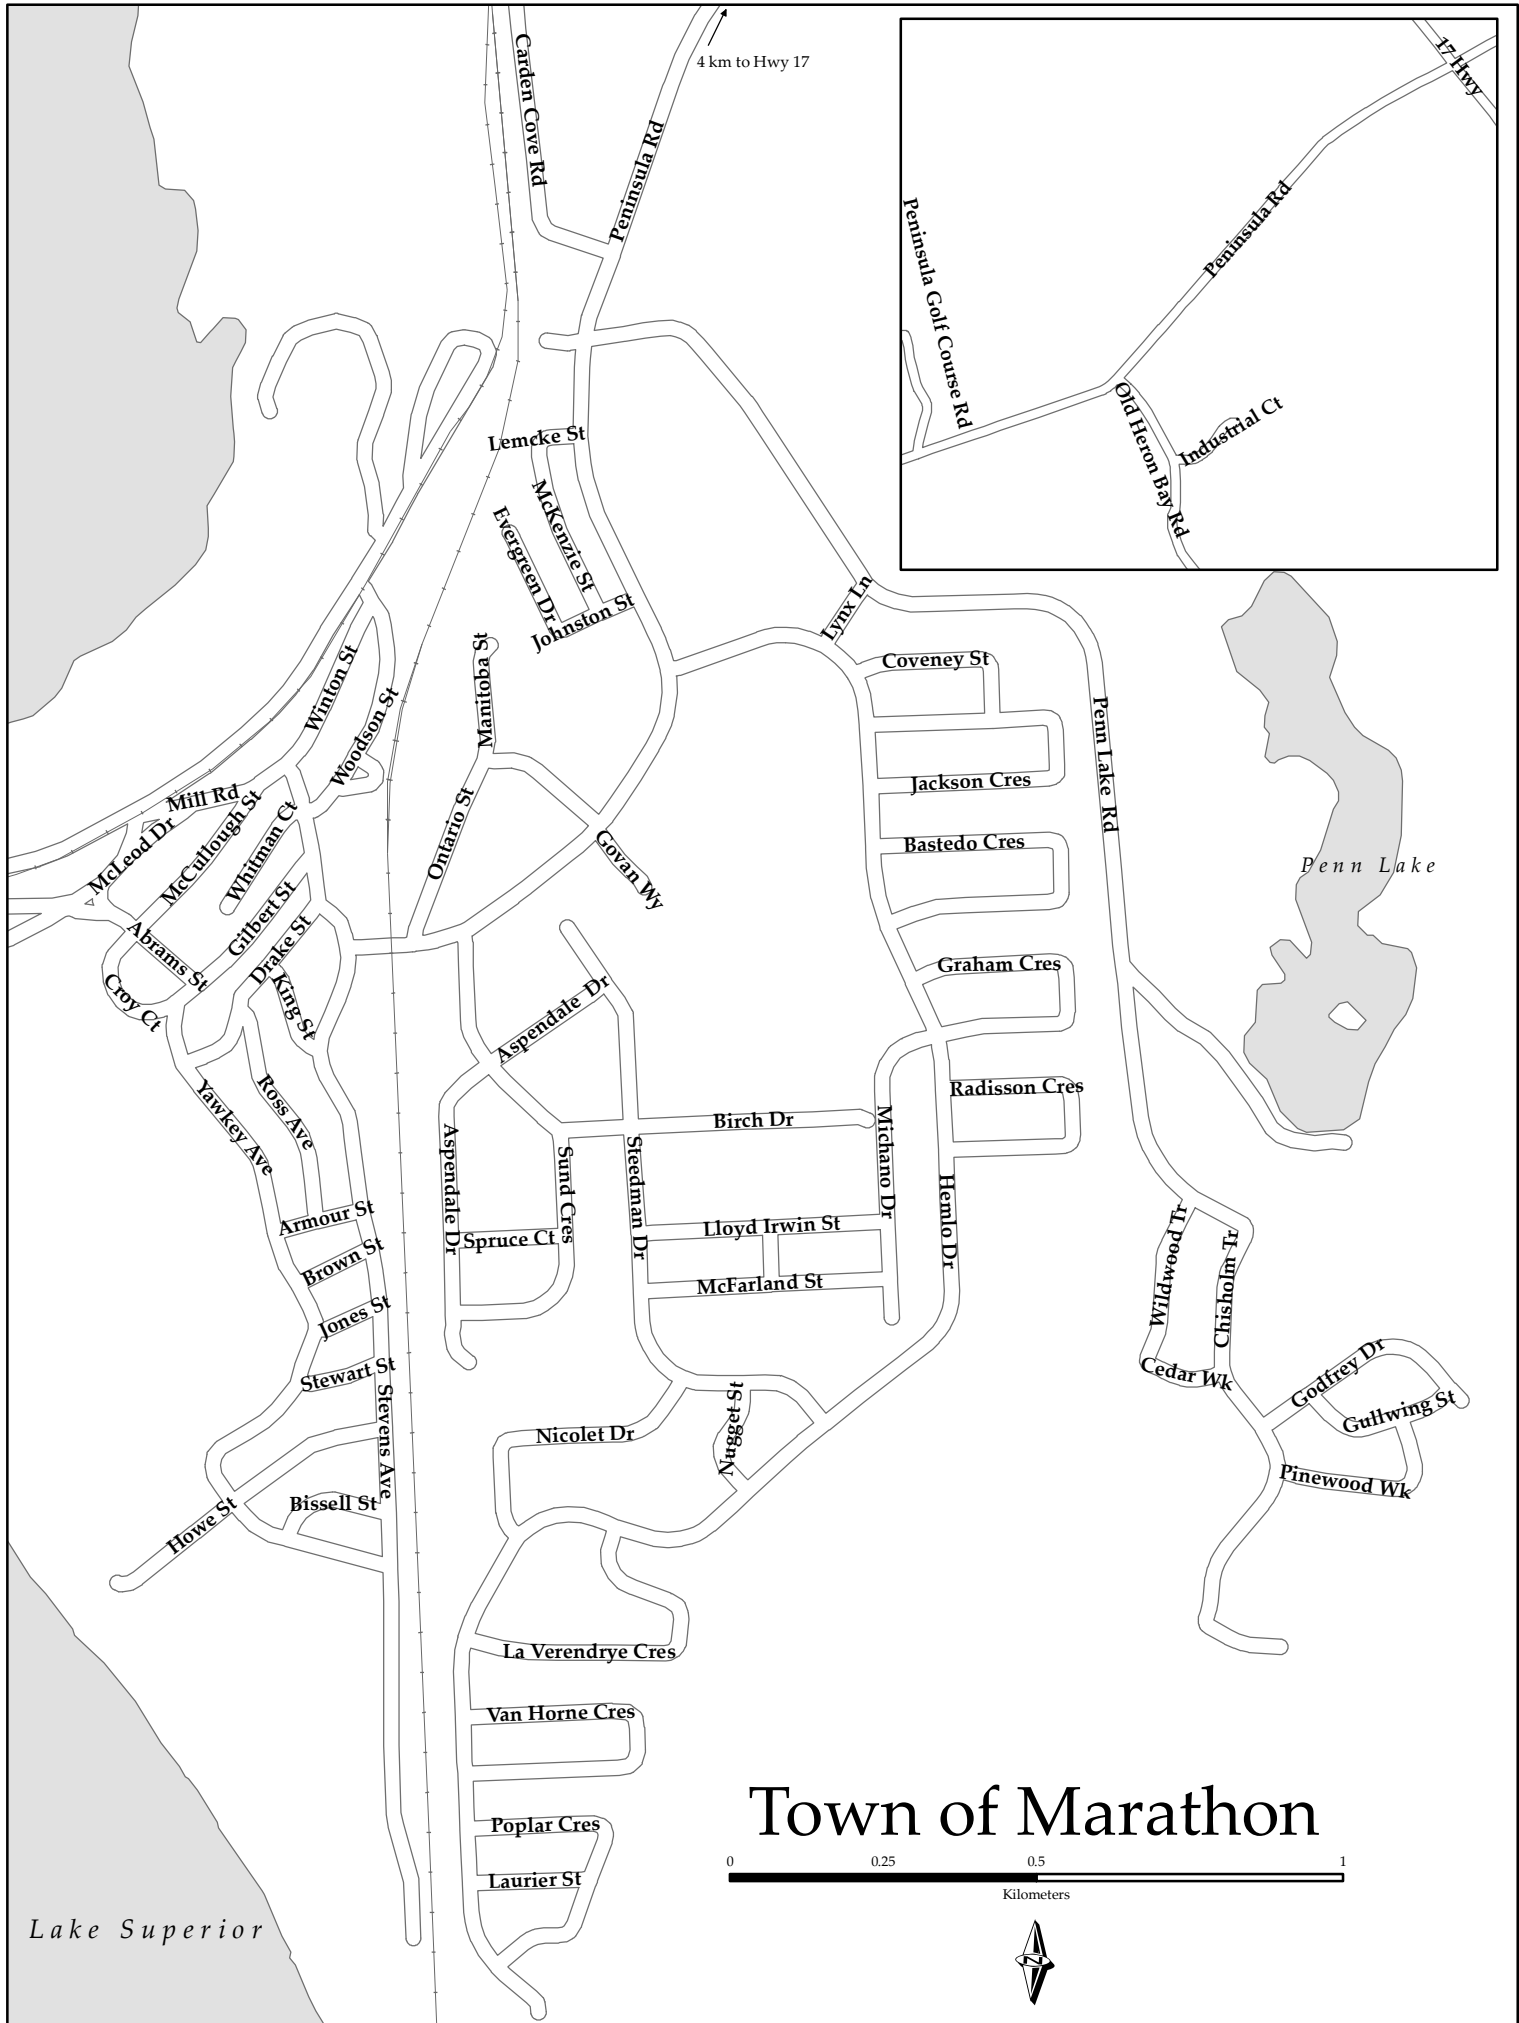 Carden Cove Rd
Peninsula Rd
4 km to Hwy 17
17 Hwy
Peninsula Rd
Peninsula Golf Course Rd
Old Heron Bay Rd
Industrial Ct
Lemcke St
McKenzie St
Evergreen Dr
Johnston St
Lynx Ln
Manitoba St
Winton St
Woodson St
Coveney St
Penn Lake Rd
Jackson Cres
Mill Rd
McLeod Dr
McCullough St
Whitman Ct
Ontario St
Govan Wy
Bastedo Cres
Penn Lake
Gilbert St
Abrams St
Drake St
Croy Ct
King St
Aspendale Dr
Graham Cres
Yawkey Ave
Ross Ave
Radisson Cres
Birch Dr
Michano Dr
Aspendale Dr
Sund Cres
Steedman Dr
Hemlo Dr
Armour St
Lloyd Irwin St
Spruce Ct
Brown St
Wildwood Tr
Chisholm Tr
McFarland St
Jones St
Stewart St
Cedar Wk
Godfrey Dr
Gullwing St
Stevens Ave
Nugget St
Nicolet Dr
Pinewood Wk
Bissell St
Howe St
La Verendrye Cres
Van Horne Cres
Poplar Cres
Laurier St
Town of Marathon
0 0.25 0.5 1
Kilometers
Lake Superior
N